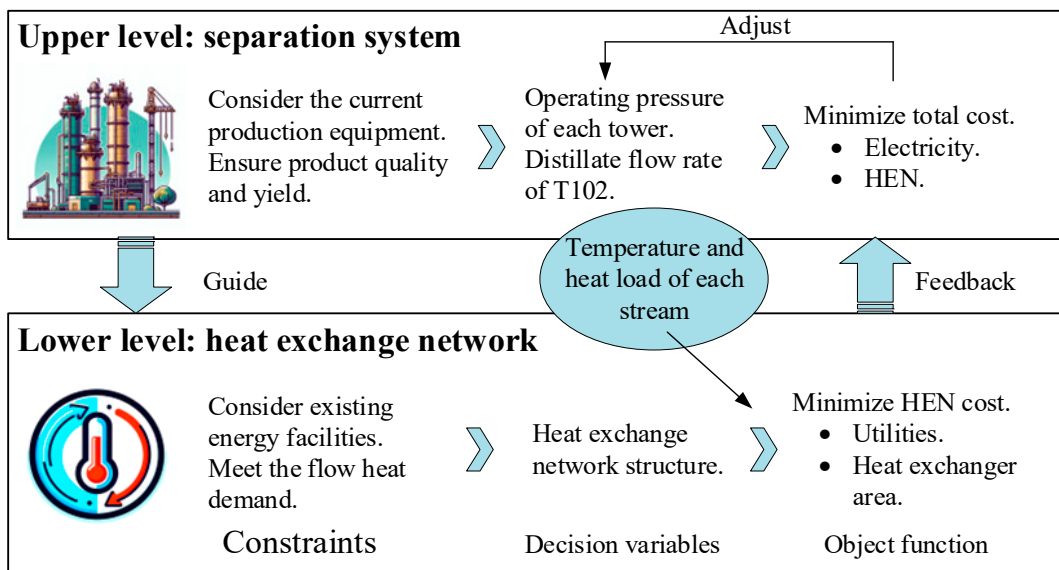 Upper level: separation system
Adjust
Consider the current
production equipment.
Ensure product quality
and yield.
Operating pressure
of each tower.
Distillate flow rate
of T102.
Minimize total cost.
• Electricity.
• HEN.
Guide
Temperature and
heat load of each
stream
Feedback
Lower level: heat exchange network
Consider existing
energy facilities.
Meet the flow heat
demand.
Heat exchange
network structure.
Minimize HEN cost.
• Utilities.
• Heat exchanger
area.
Constraints
Decision variables
Object function